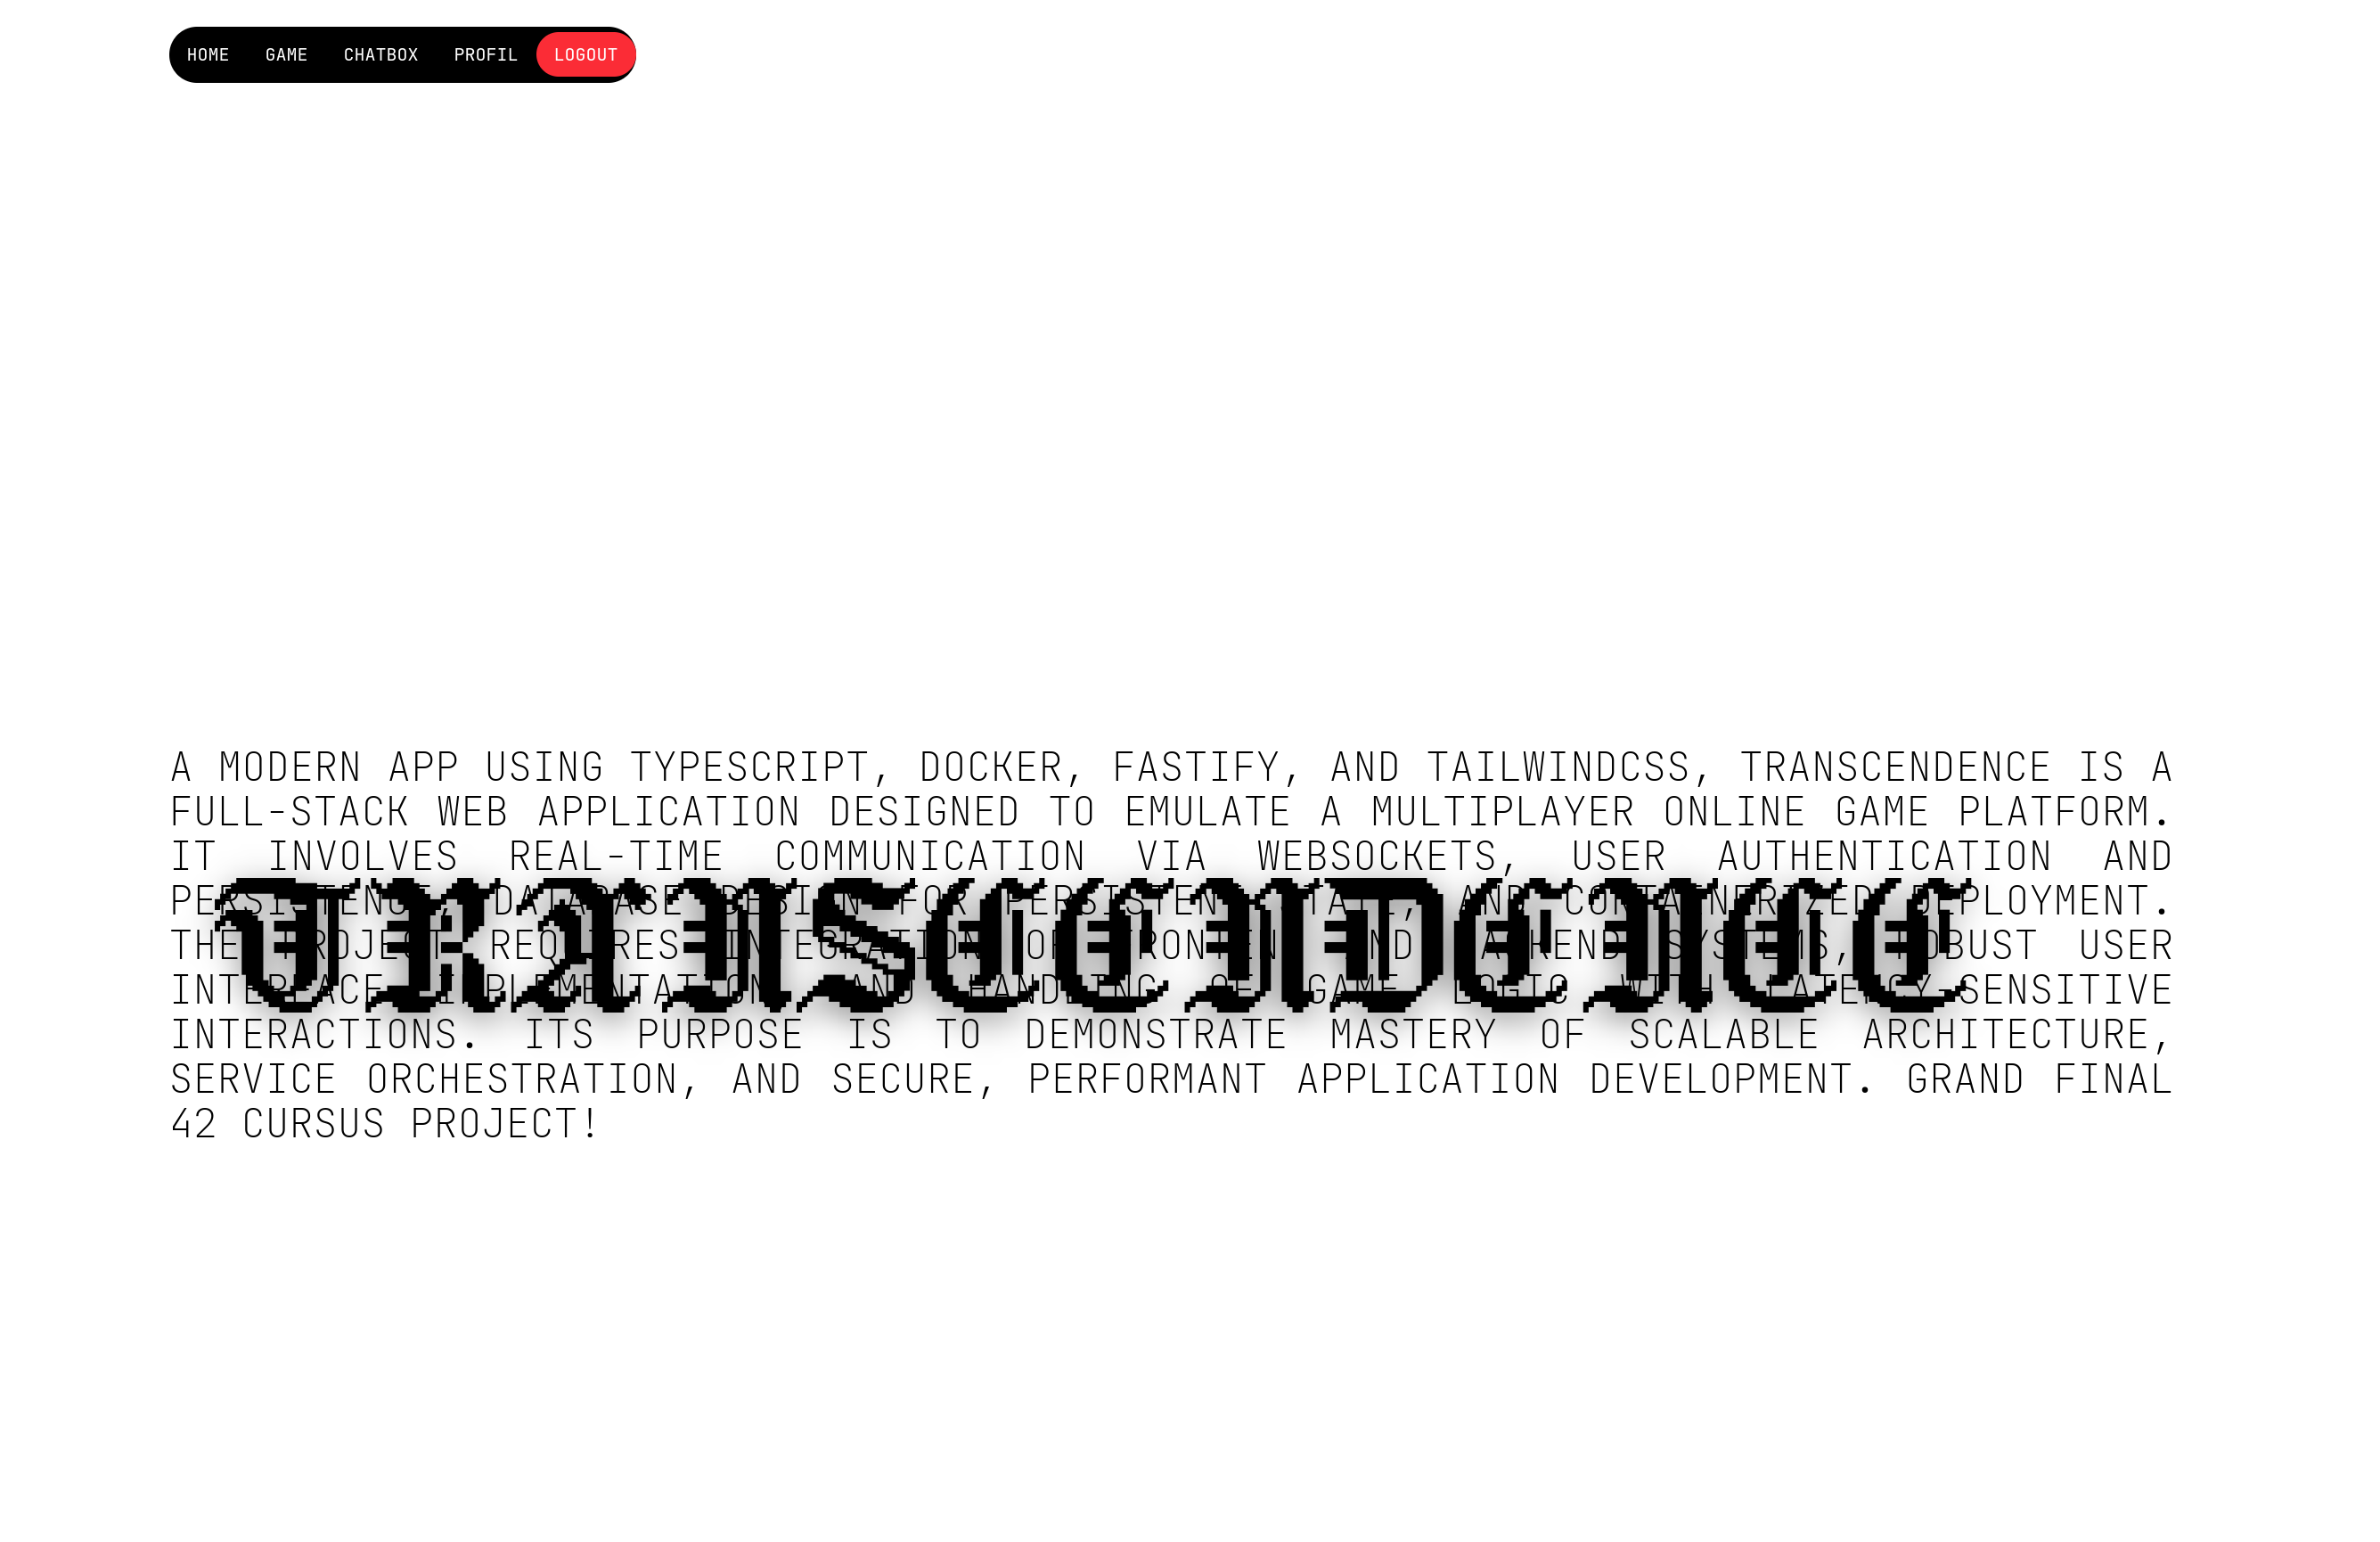 HOME GAME CHATBOX PROFIL LOGOUT
A MODERN APP USING TYPESCRIPT, DOCKER, FASTIFY, AND TAILWINDCSS, TRANSCENDENCE IS A
FULL-STACK WEB APPLICATION DESIGNED TO EMULATE A MULTIPLAYER ONLINE GAME PLATFORM.
IT INVOLVES REAL-TIME COMMUNICATION VIA WEBSOCKETS, USER AUTHENTICATION AND
PERSISTENCE, DATABASE DESIGN FOR PERSISTENT STATE, AND CONTAINERIZED DEPLOYMENT.
TRANSCENDENCE
THE PROJECT REQUIRES INTEGRATION OF FRONTEND AND BACKEND SYSTEMS, ROBUST USER
INTERFACE IMPLEMENTATION, AND HANDLING OF GAME LOGIC WITH LATENCY-SENSITIVE
INTERACTIONS. ITS PURPOSE IS TO DEMONSTRATE MASTERY OF SCALABLE ARCHITECTURE,
SERVICE ORCHESTRATION, AND SECURE, PERFORMANT APPLICATION DEVELOPMENT. GRAND FINAL
42 CURSUS PROJECT!